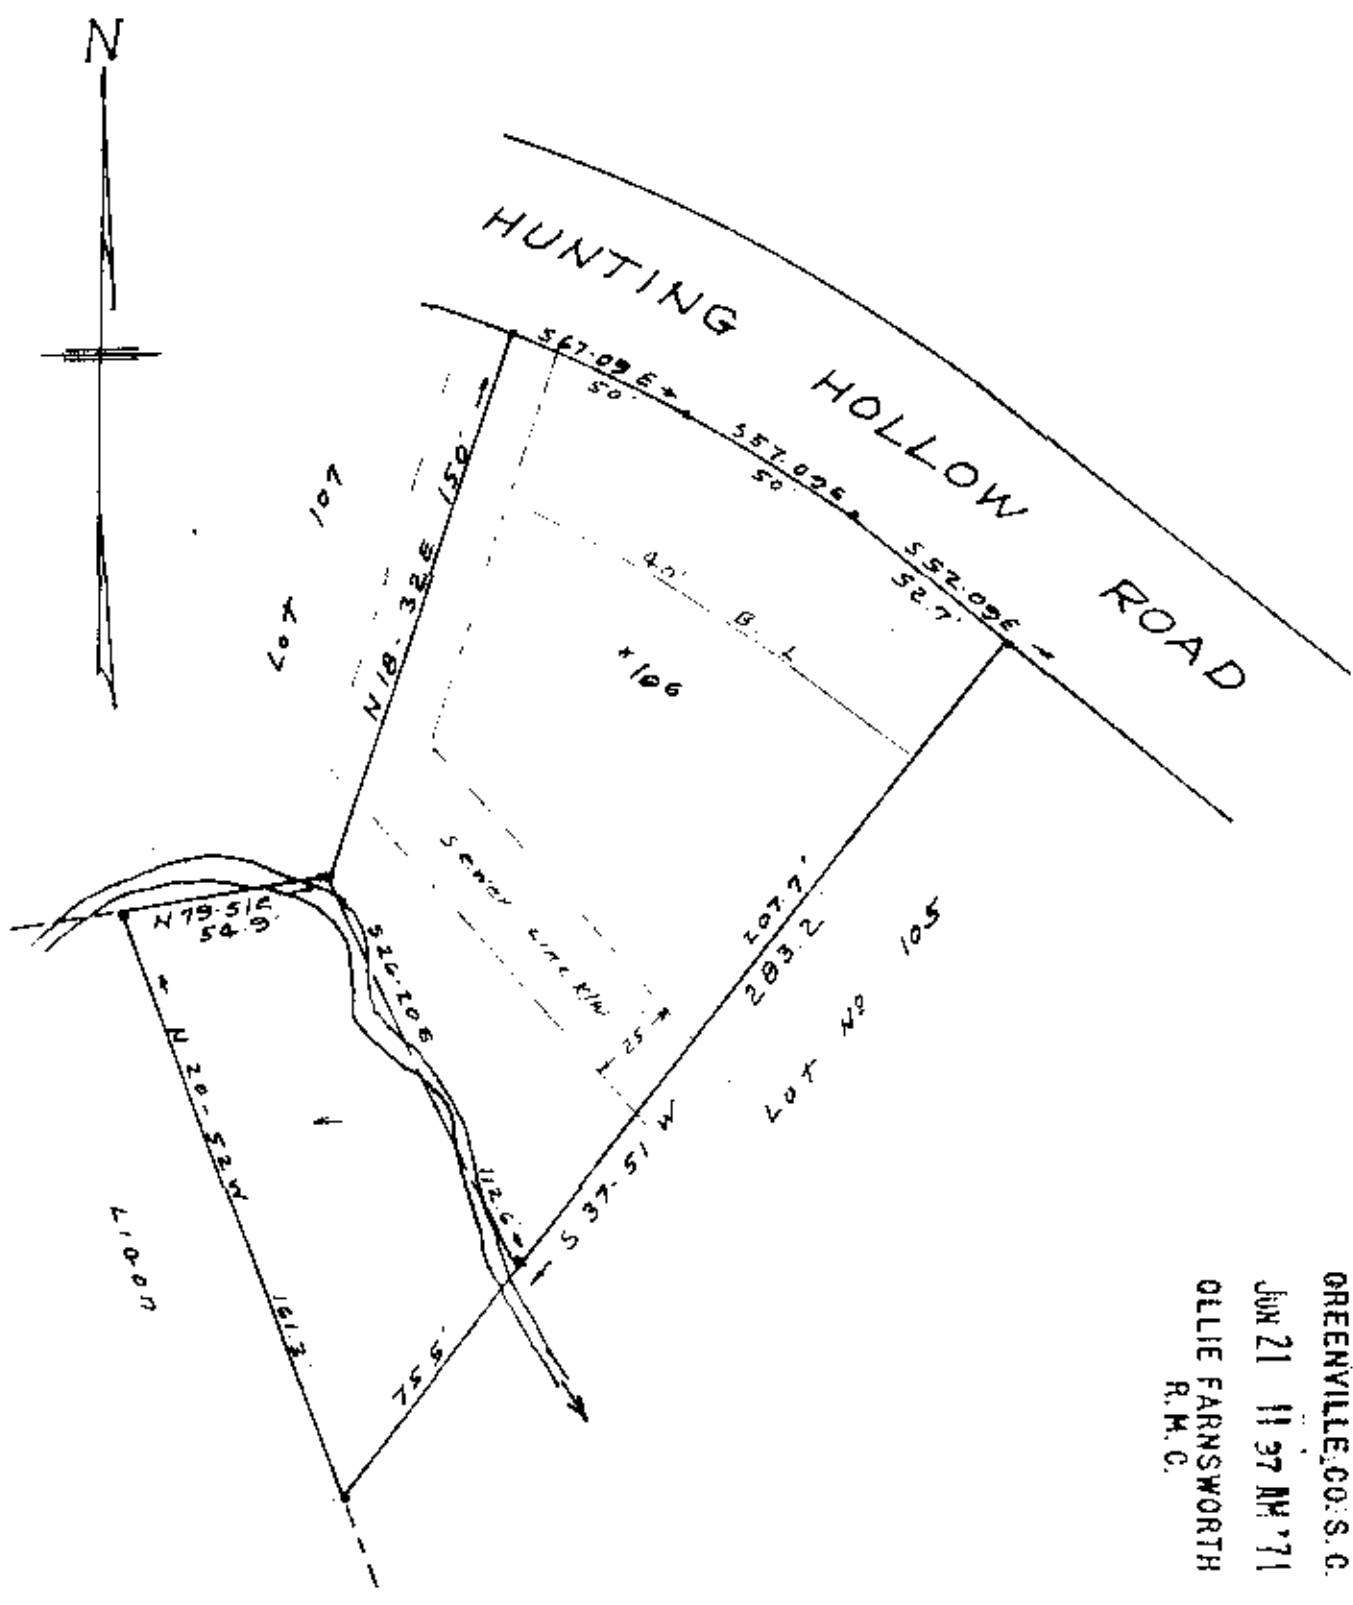 N
HUNTING HOLLOW ROAD
S 67-09 E
50'
S 57-09 E
50'
S 52-09 E
52.7'
LOT 107
N 18-32 E 150'
40' B. L.
106
Sewer Line R/W
25
207.7'
283.2
S 37-51 W
LOT Nº 105
N 79-51 E
54.9'
S 26-20 E
112.6'
N 20-52 W
161.3'
75.5'
GREENVILLE CO. S. C.
JUN 21 11 37 AM '71
OLLIE FARNSWORTH
R. M. C.